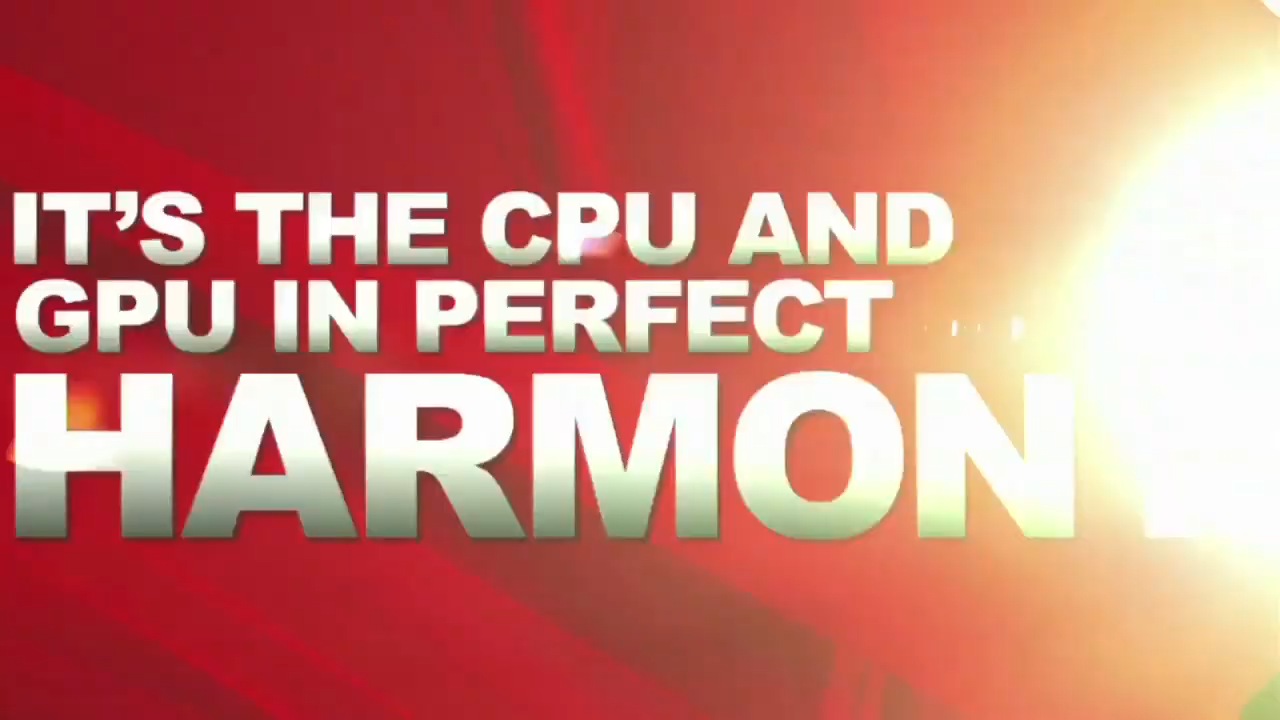 IT'S THE CPU AND
GPU IN PERFECT
HARMON